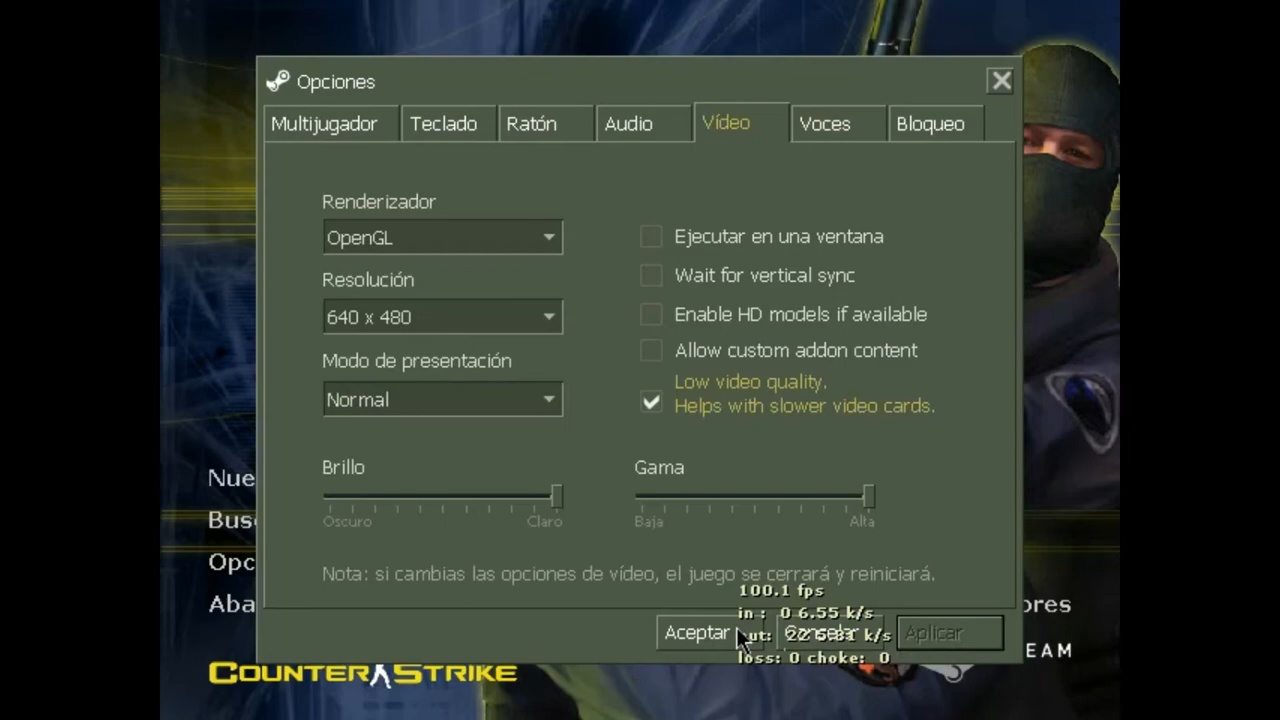 Opciones
Multijugador Teclado Ratón Audio Vídeo Voces Bloqueo
Renderizador
OpenGL
Resolución
640 x 480
Modo de presentación
Normal
Ejecutar en una ventana
Wait for vertical sync
Enable HD models if available
Allow custom addon content
Low video quality.
Helps with slower video cards.
Brillo
Oscuro Claro
Gama
Baja Alta
Nota: si cambias las opciones de vídeo, el juego se cerrará y reiniciará.
100.1 fps
in : 0 6.55 k/s
loss: 0 choke: 0
Aceptar Cancelar Aplicar
Nue
Bus
Opc
Aba
ores
EAM
COUNTER STRIKE